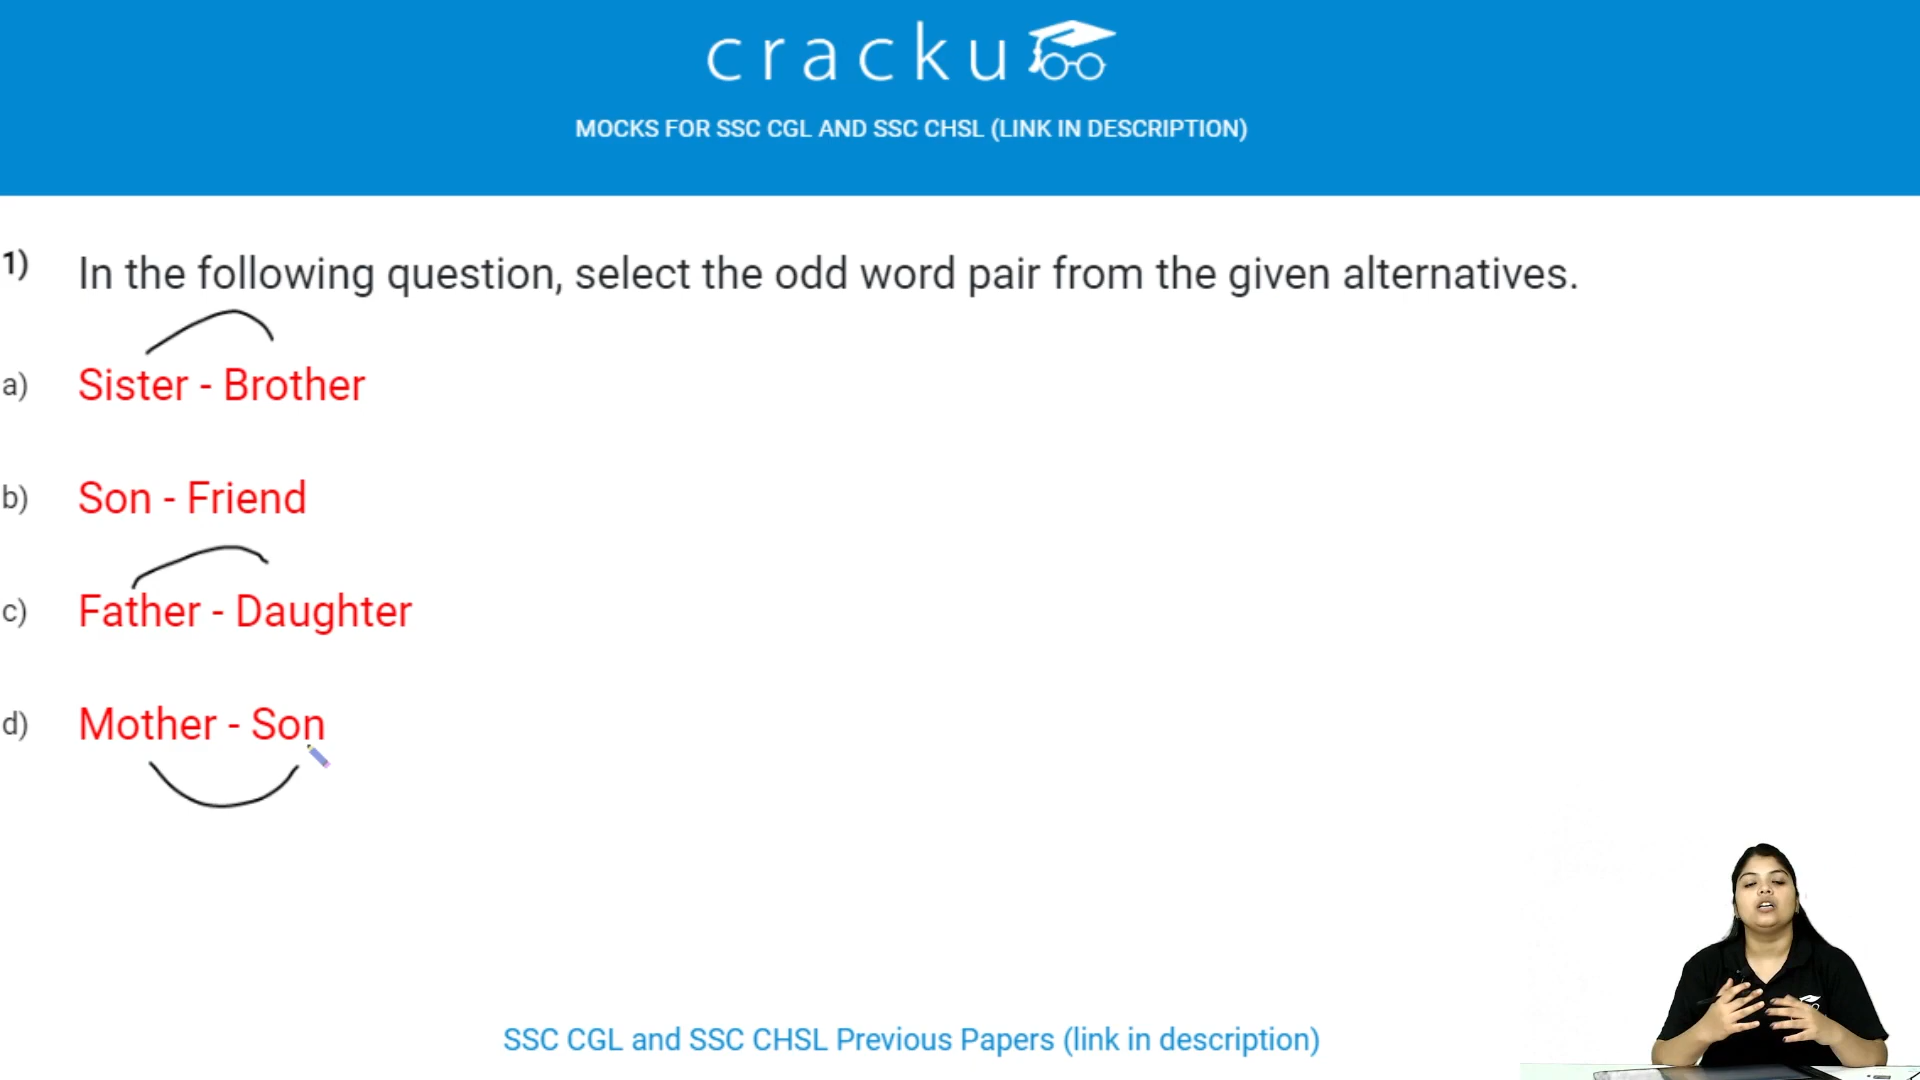 cracku
MOCKS FOR SSC CGL AND SSC CHSL (LINK IN DESCRIPTION)
1) In the following question, select the odd word pair from the given alternatives.
a) Sister - Brother
b) Son - Friend
c) Father - Daughter
d) Mother - Son
SSC CGL and SSC CHSL Previous Papers (link in description)